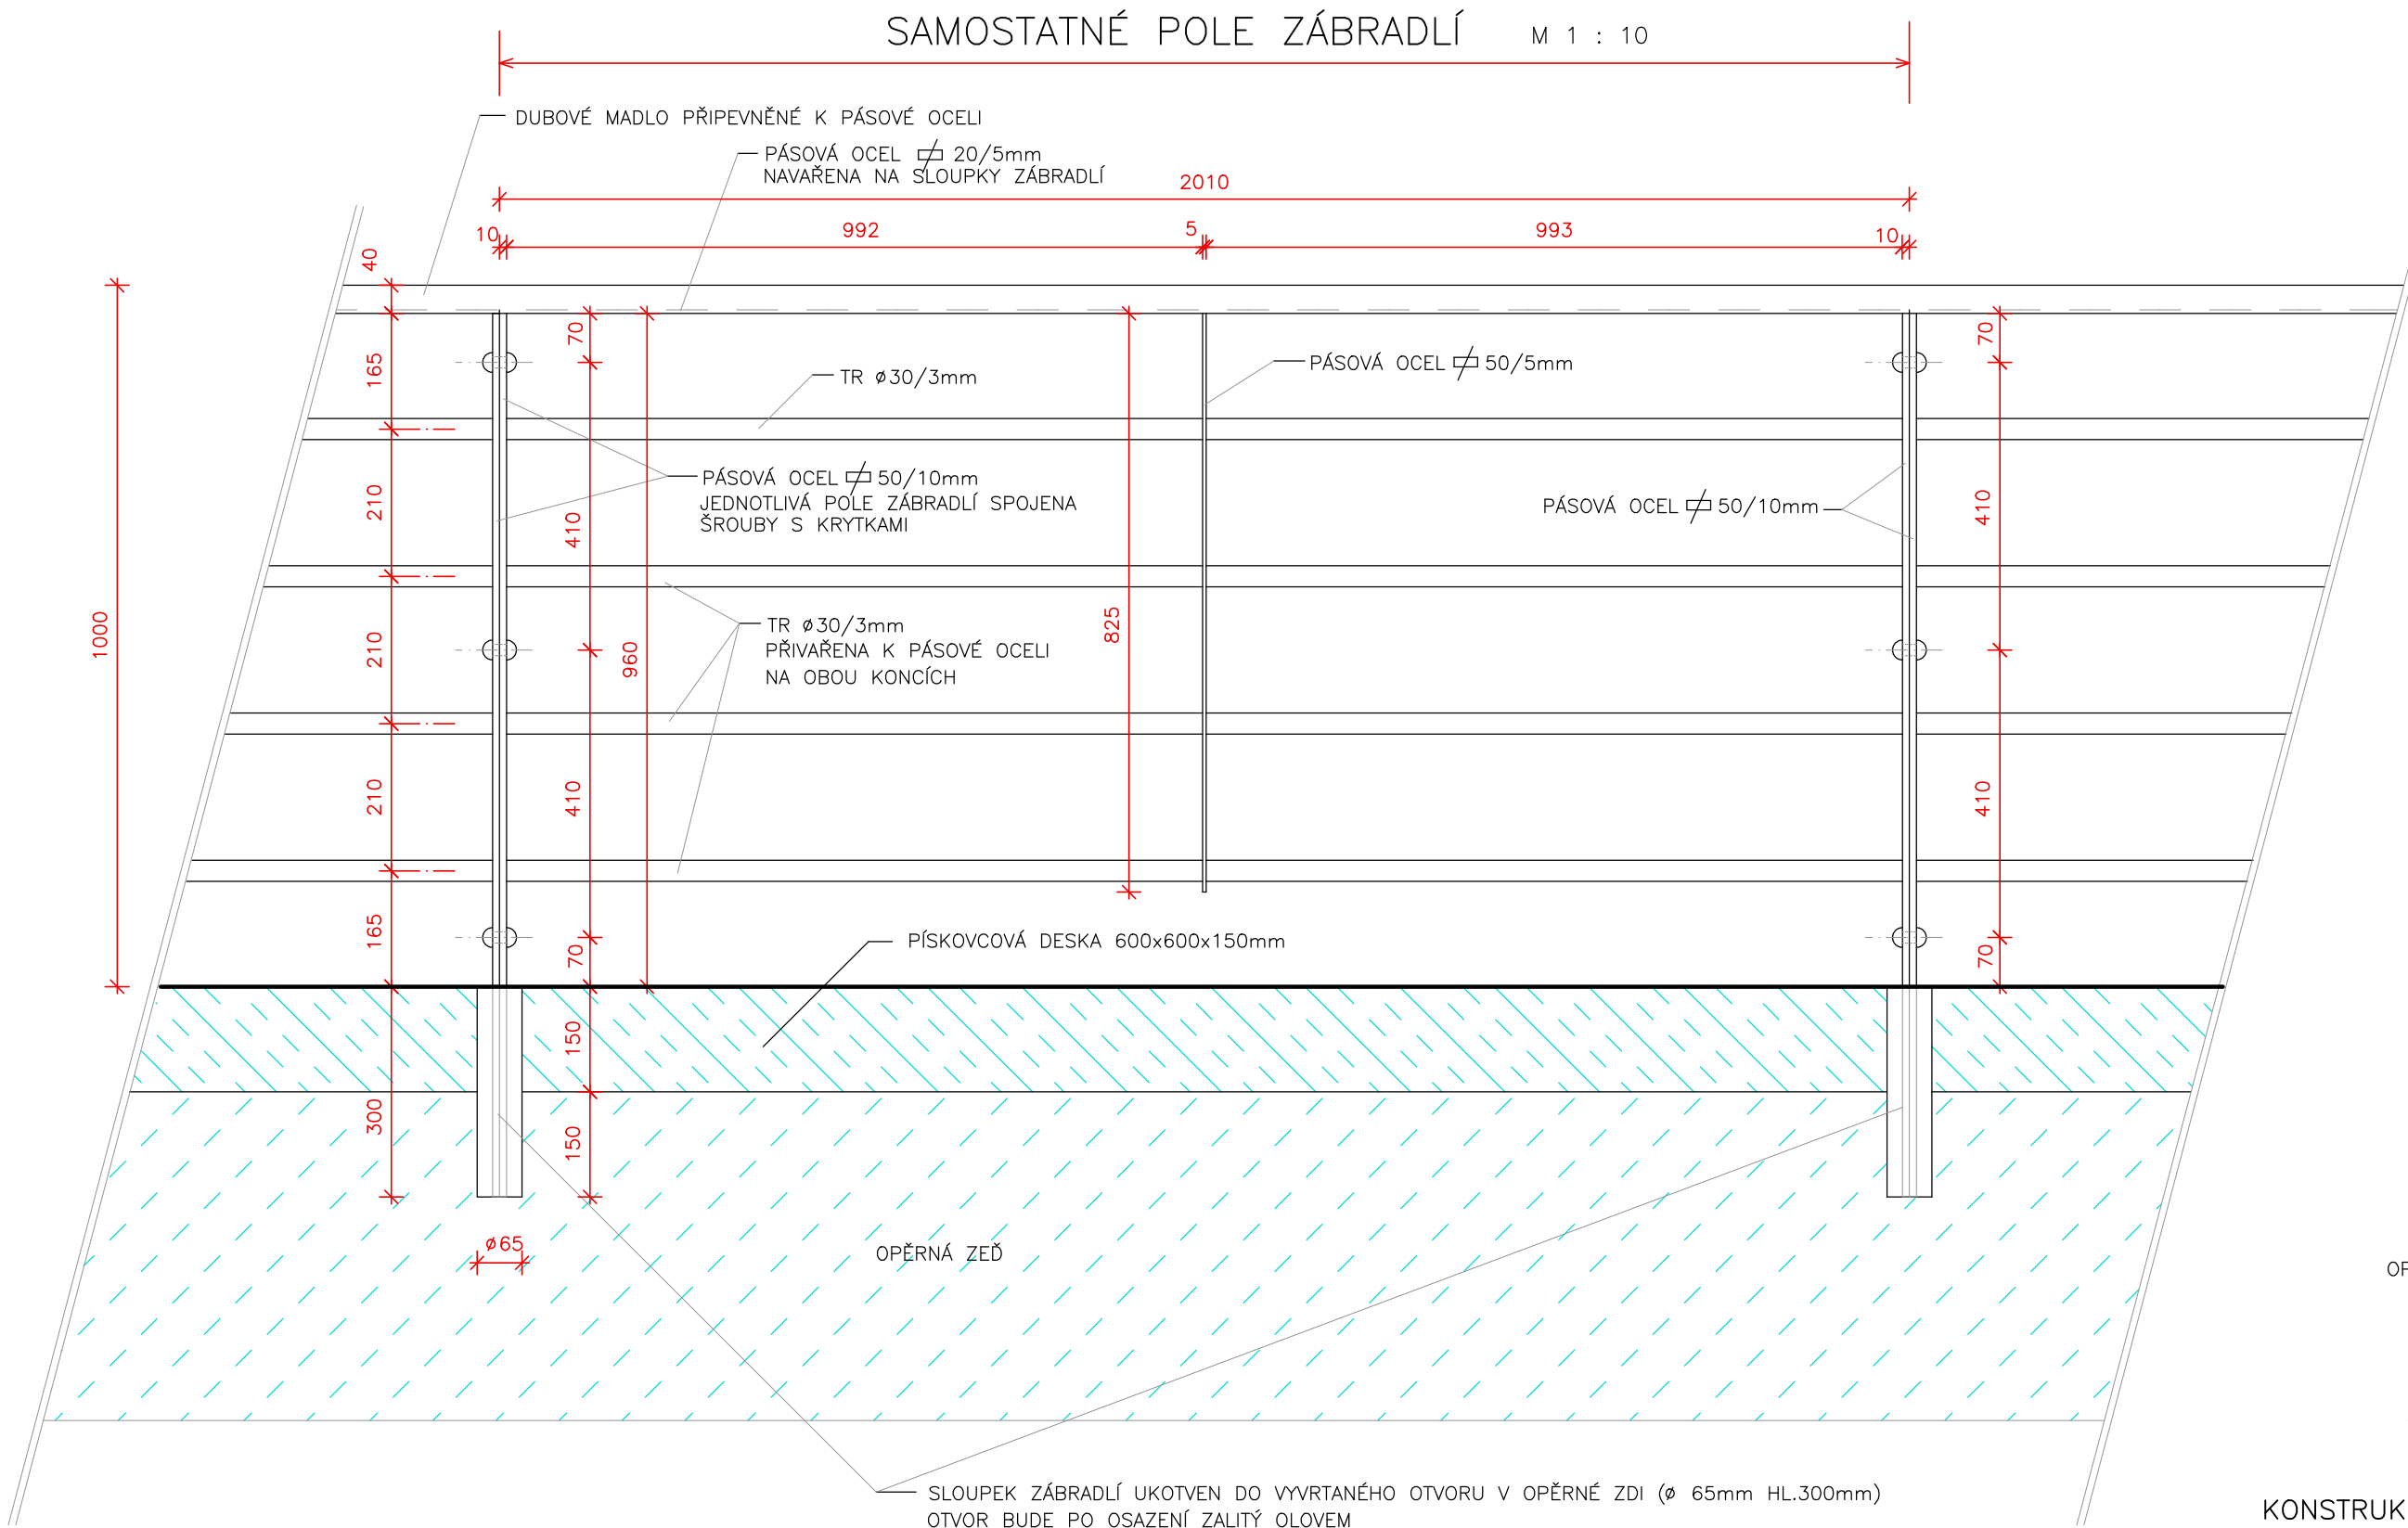 SAMOSTATNÉ POLE ZÁBRADLÍ M 1 : 10
DUBOVÉ MADLO PŘIPEVNĚNÉ K PÁSOVÉ OCELI
PÁSOVÁ OCEL 20/5mm
NAVAŘENA NA SLOUPKY ZÁBRADLÍ
2010
10 992 5 993 10
40
70
70
165
TR ø30/3mm
PÁSOVÁ OCEL 50/5mm
PÁSOVÁ OCEL 50/10mm
JEDNOTLIVÁ POLE ZÁBRADLÍ SPOJENA
ŠROUBY S KRYTKAMI
PÁSOVÁ OCEL 50/10mm
210
410
410
1000
210
960
825
TR ø30/3mm
PŘIVAŘENA K PÁSOVÉ OCELI
NA OBOU KONCÍCH
210
410
410
165
70
70
PÍSKOVCOVÁ DESKA 600x600x150mm
150
300
150
ø65
OPĚRNÁ ZEĎ
OP
SLOUPEK ZÁBRADLÍ UKOTVEN DO VYVRTANÉHO OTVORU V OPĚRNÉ ZDI (ø 65mm HL.300mm)
OTVOR BUDE PO OSAZENÍ ZALITÝ OLOVEM
KONSTRUK